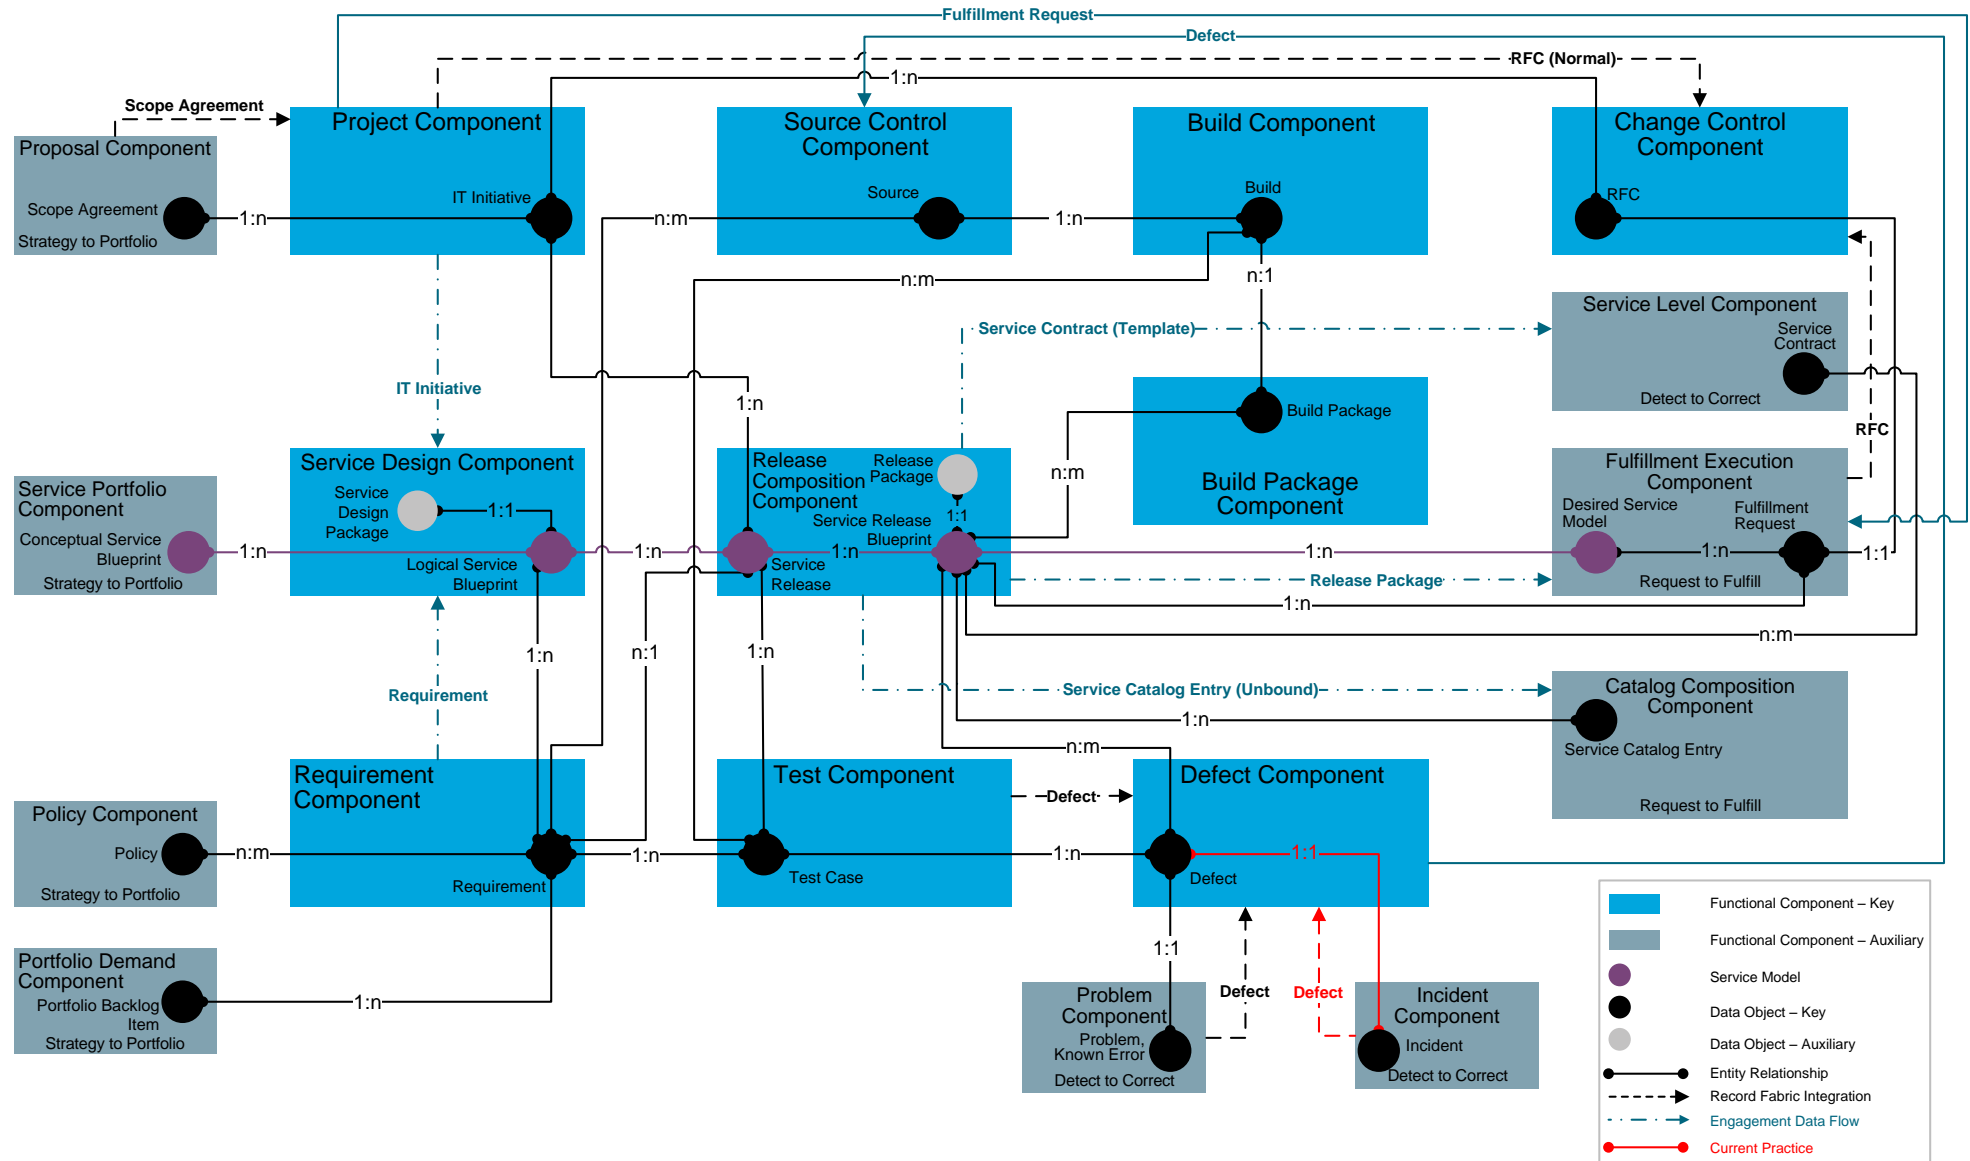 Fulfillment Request
Defect
RFC (Normal)
1:n
Scope Agreement
Project Component
Source Control
Component
Build Component
Change Control
Component
Proposal Component
Scope Agreement
Strategy to Portfolio
1:n
IT Initiative
n:m
Source
1:n
Build
RFC
n:m
n:1
Service Level Component
Service
Contract
Detect to Correct
Service Contract (Template)
IT Initiative
1:n
Build Package
Build Package
Component
n:m
RFC
Service Portfolio
Component
Conceptual Service
Blueprint
Strategy to Portfolio
1:n
Service Design Component
Service
Design
Package
1:1
Logical Service
Blueprint
1:n
Release
Composition
Component
Release
Package
1:1
Service Release
Blueprint
1:n
Service
Release
1:n
Fulfillment Execution
Component
Desired Service
Model
Fulfillment
Request
1:n
1:1
Request to Fulfill
Release Package
1:n
n:m
1:n
n:1
1:n
Requirement
Service Catalog Entry (Unbound)
1:n
Catalog Composition
Component
Service Catalog Entry
Request to Fulfill
n:m
Requirement
Component
Test Component
Defect
Defect Component
Policy Component
Policy
Strategy to Portfolio
n:m
Requirement
1:n
Test Case
1:n
Defect
1:1
1:1
Portfolio Demand
Component
Portfolio Backlog
Item
Strategy to Portfolio
1:n
Problem
Component
Problem,
Known Error
Detect to Correct
Defect
Defect
Incident
Component
Incident
Detect to Correct
Functional Component – Key
Functional Component – Auxiliary
Service Model
Data Object – Key
Data Object – Auxiliary
Entity Relationship
Record Fabric Integration
Engagement Data Flow
Current Practice